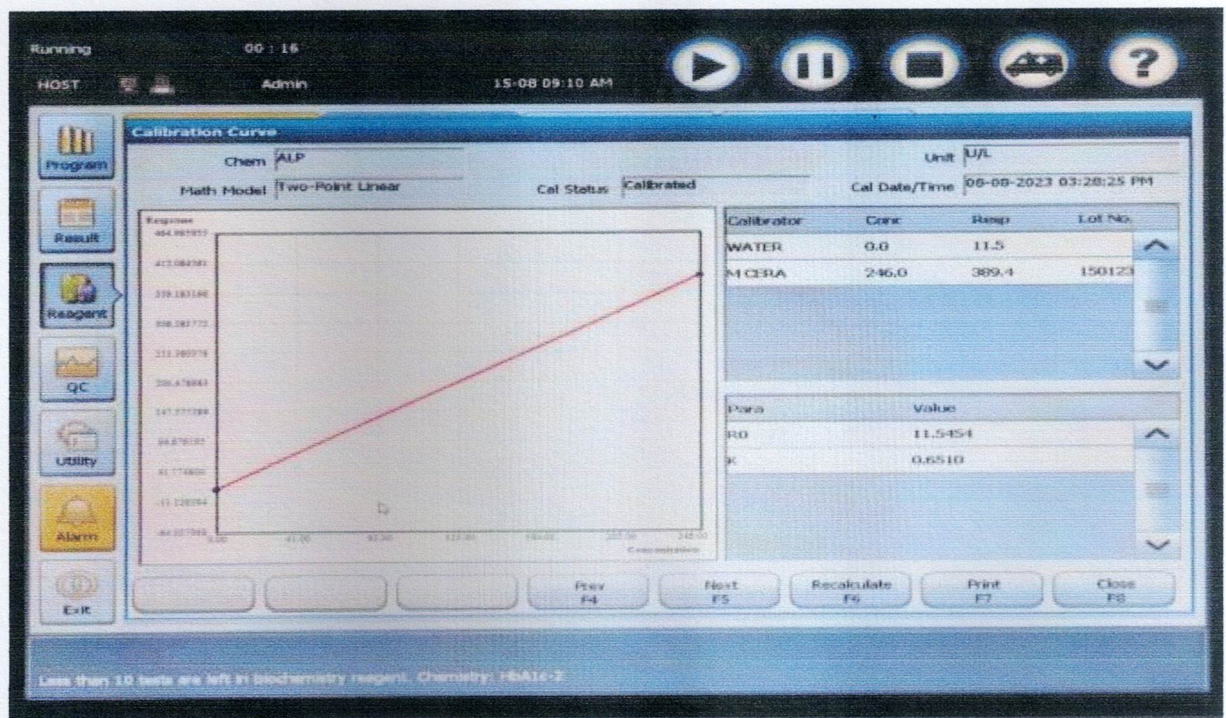 Running 00 : 16
HOST Admin 15-08 09:10 AM
Program
Result
Reagent
QC
Utility
Alarm
Exit
Calibration Curve
Chem ALP Unit U/L
Math Model Two-Point Linear Cal Status Calibrated Cal Date/Time 08-08-2023 03:28:25 PM
Response
Concentration
Calibrator Conc Resp Lot No.
WATER 0.0 11.5
M CERA 246.0 389.4 150123
Para Value
R0 11.5454
K 0.6510
Prev F4
Next F5
Recalculate F6
Print F7
Close F8
Less than 10 tests are left in biochemistry reagent. Chemistry: HbA1c-2